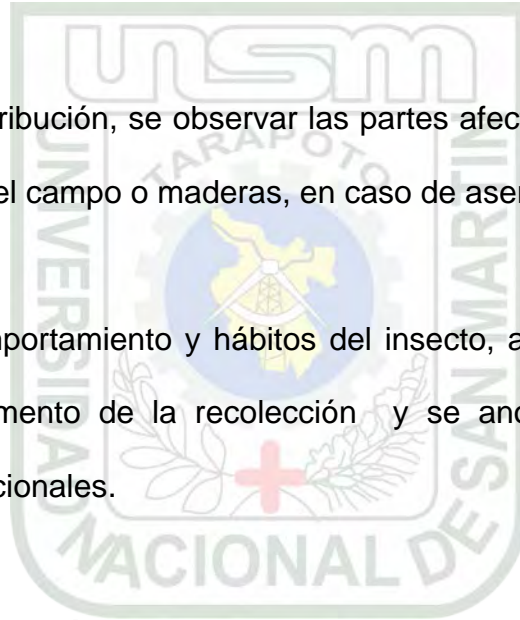 unsm
TARAPOTO
ribución, se observar las partes afec
el campo o maderas, en caso de aser
portamiento y hábitos del insecto, a
mento de la recolección y se ano
cionales.
UNIVERSIDAD NACIONAL DE SAN MARTIN